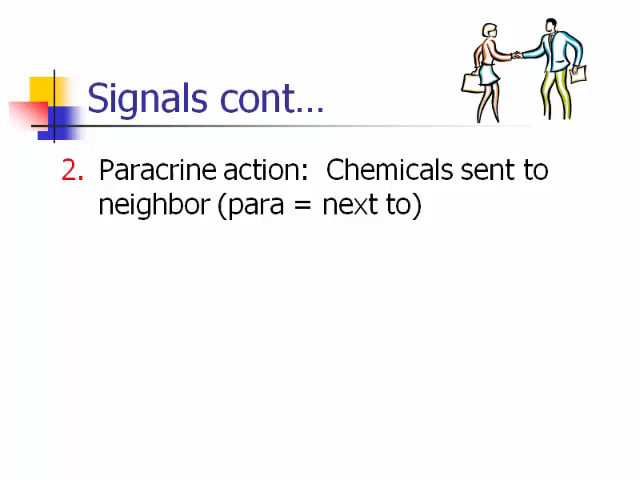 Signals cont…
2. Paracrine action: Chemicals sent to
neighbor (para = next to)